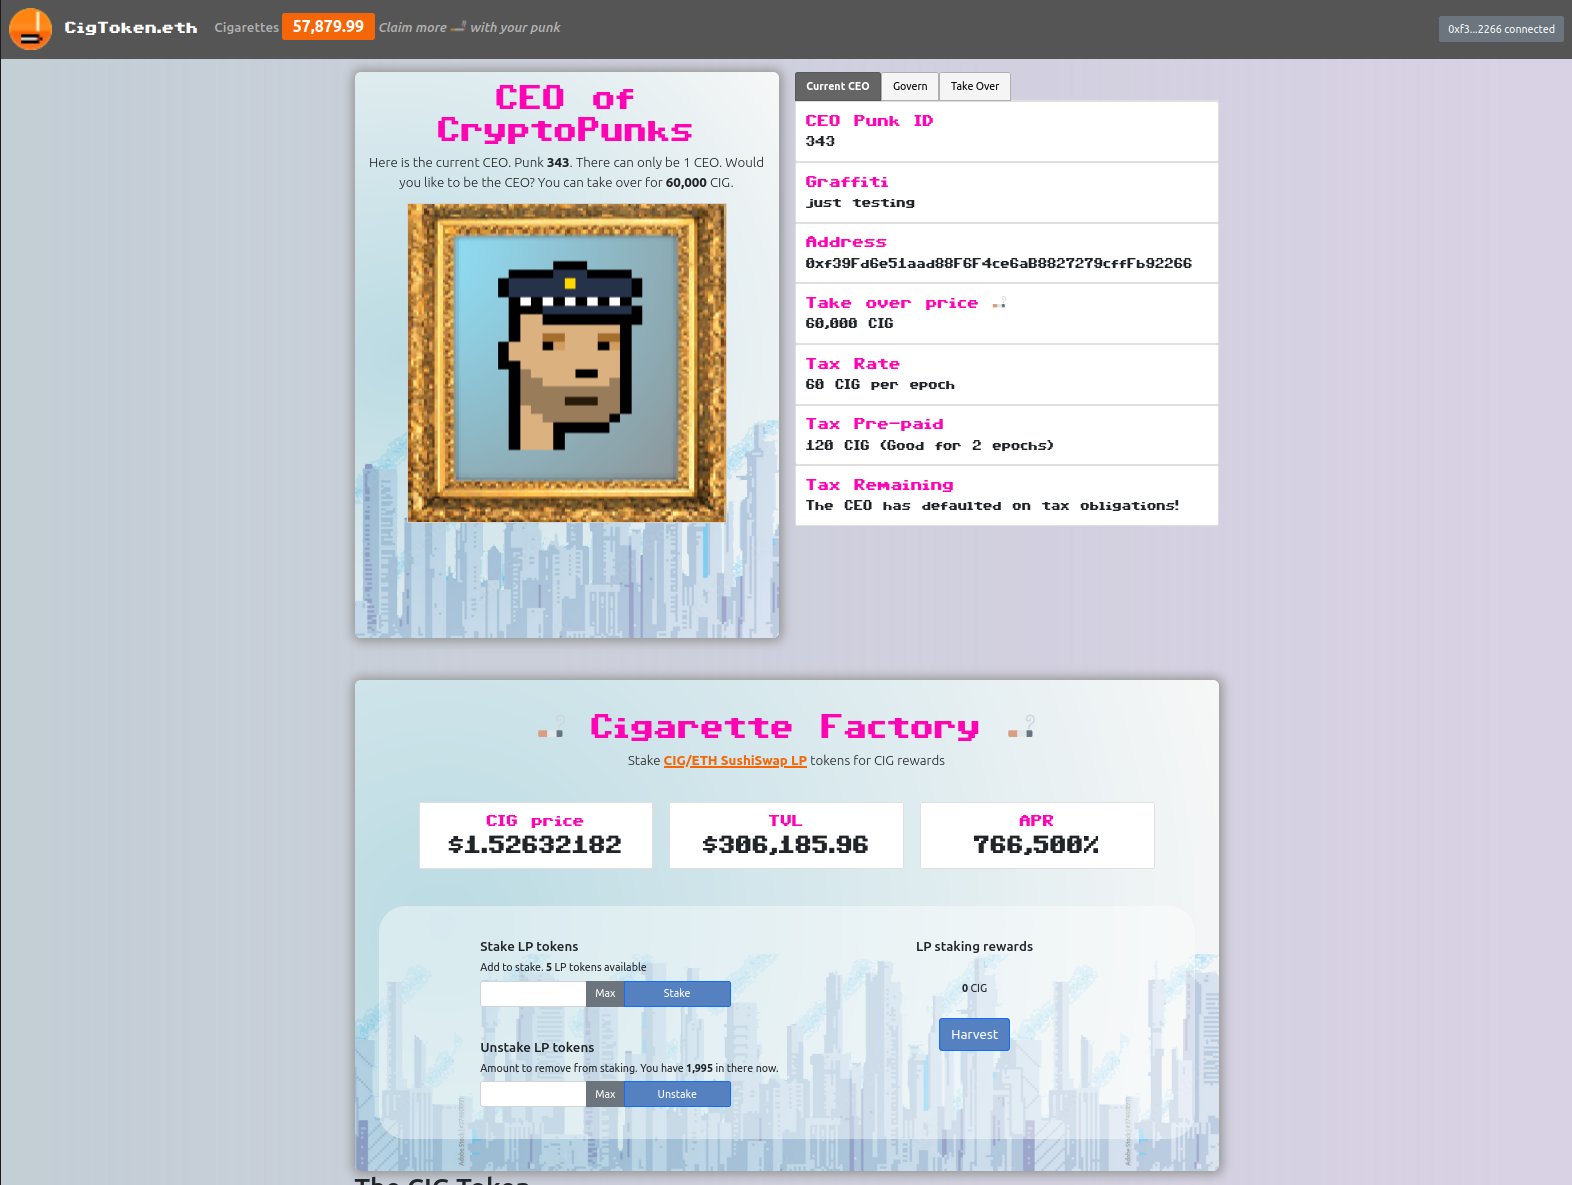 CigToken.eth Cigarettes 57,879.99 Claim more with your punk
0xf3...2266 connected
CEO of
CryptoPunks
Here is the current CEO. Punk 343. There can only be 1 CEO. Would
you like to be the CEO? You can take over for 60,000 CIG.
Current CEO Govern Take Over
CEO Punk ID
343
Graffiti
just testing
Address
0xf39Fd6e51aad88F6F4ce6aB8827279cffFb92266
Take over price
60,000 CIG
Tax Rate
60 CIG per epoch
Tax Pre-paid
120 CIG (Good for 2 epochs)
Tax Remaining
The CEO has defaulted on tax obligations!
Cigarette Factory
Stake CIG/ETH SushiSwap LP tokens for CIG rewards
CIG price
$1.52632182
TVL
$306,185.96
APR
766,500%
Stake LP tokens
Add to stake. 5 LP tokens available
Max Stake
Unstake LP tokens
Amount to remove from staking. You have 1,995 in there now.
Max Unstake
LP staking rewards
0 CIG
Harvest
The CIG Token